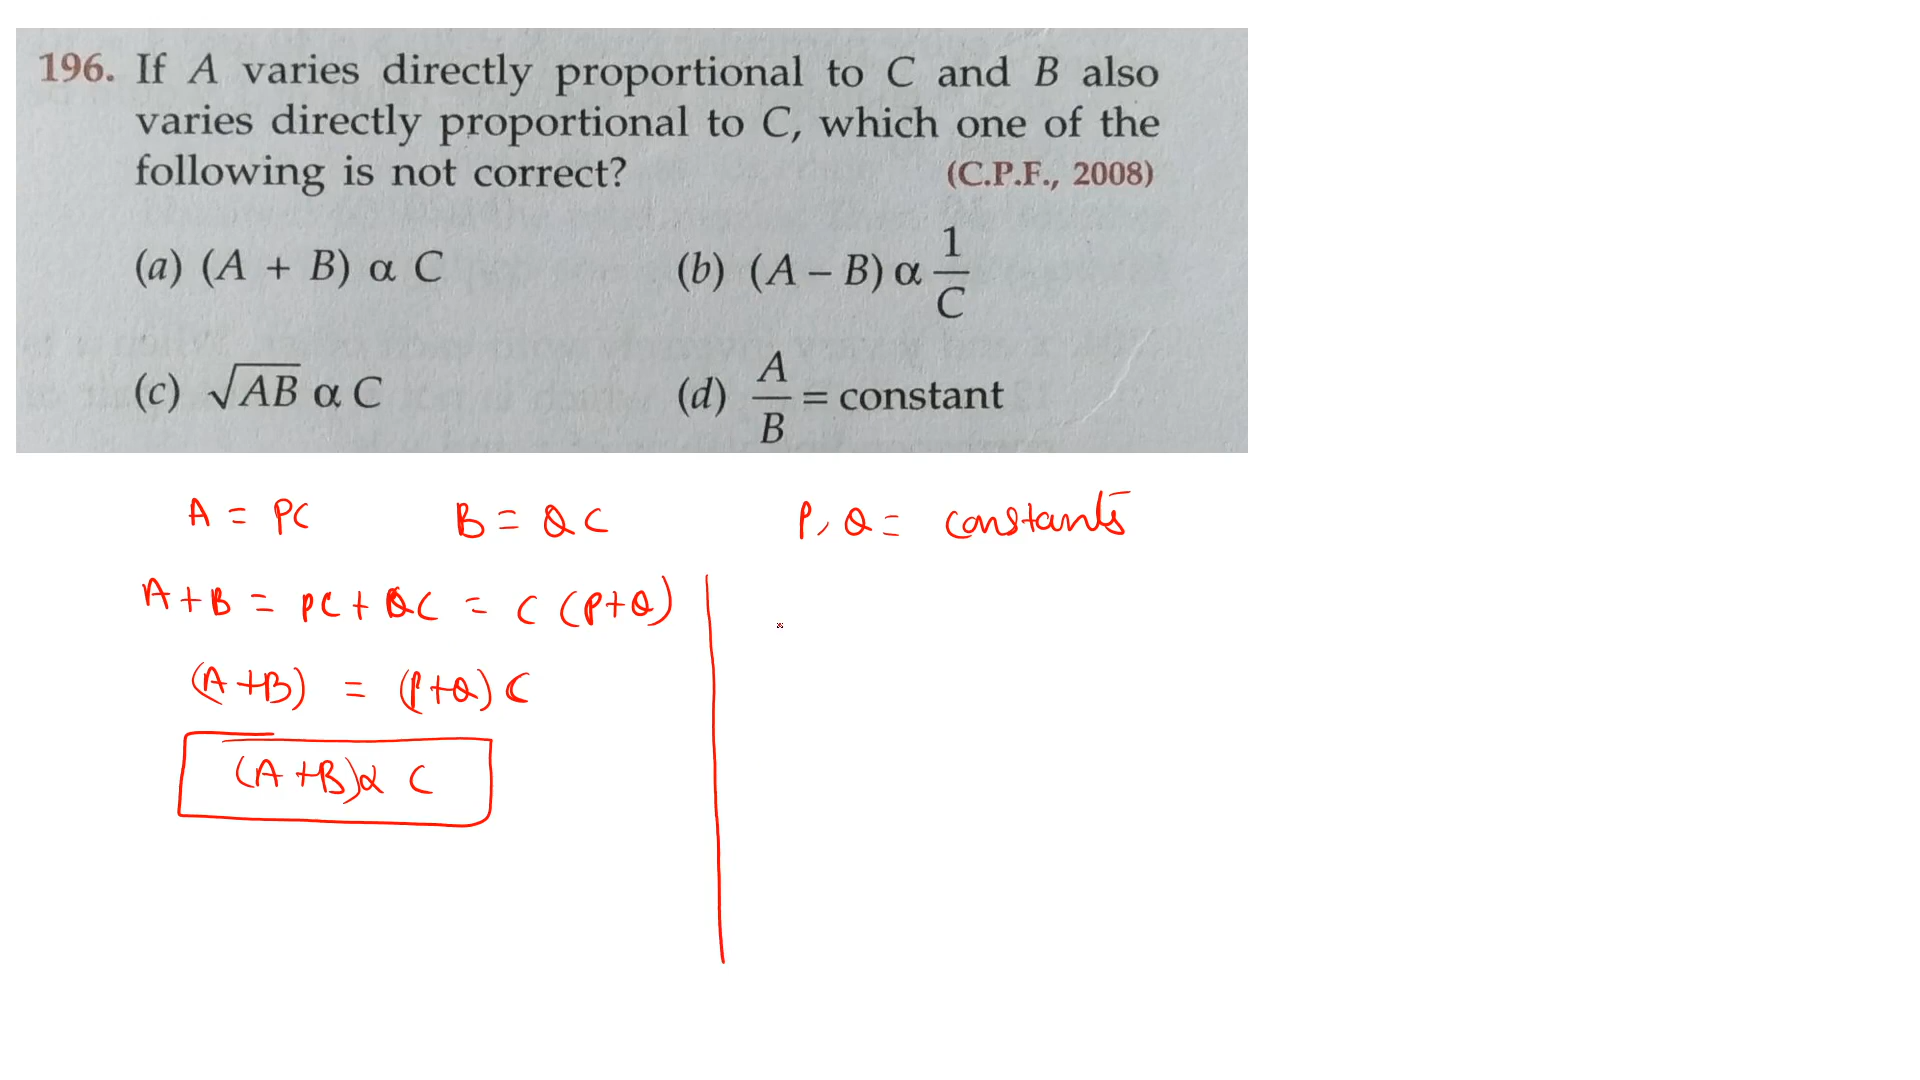 196. If A varies directly proportional to C and B also
varies directly proportional to C, which one of the
following is not correct? (C.P.F., 2008)
(a) (A + B) α C (b) (A – B) α 1/C
(c) √AB α C (d) A/B = constant
A = PC B = QC P, Q = constants
A+B = PC + QC = C (P+Q)
(A+B) = (P+Q) C
(A+B) α C